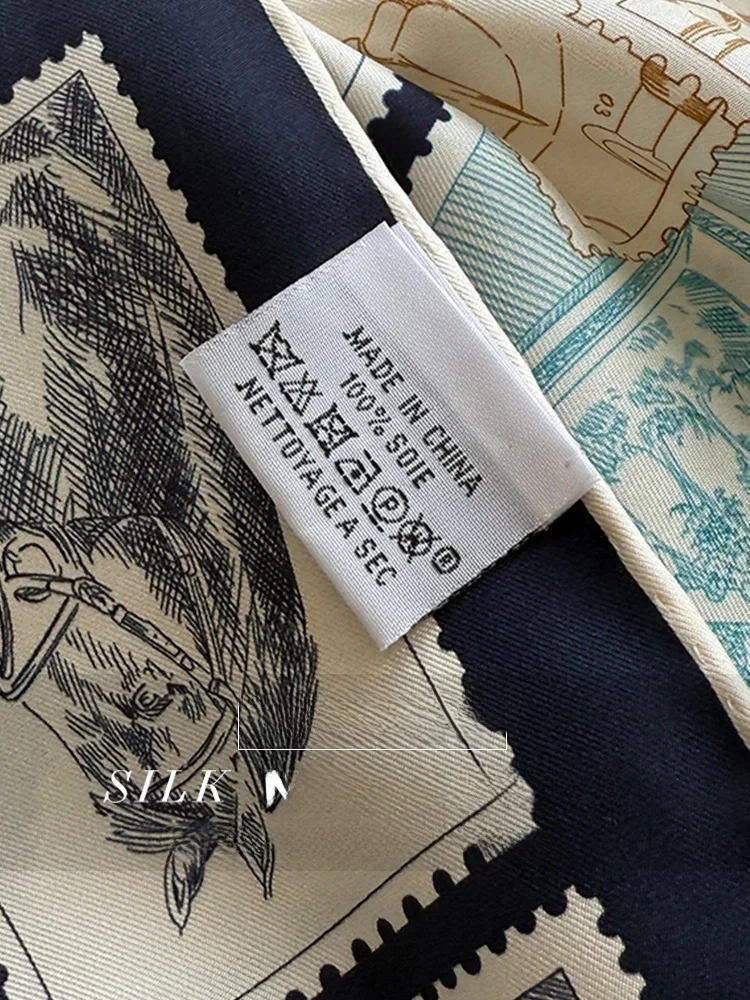 MADE IN CHINA
100% SOIE
NETTOYAGE A SEC
SILK